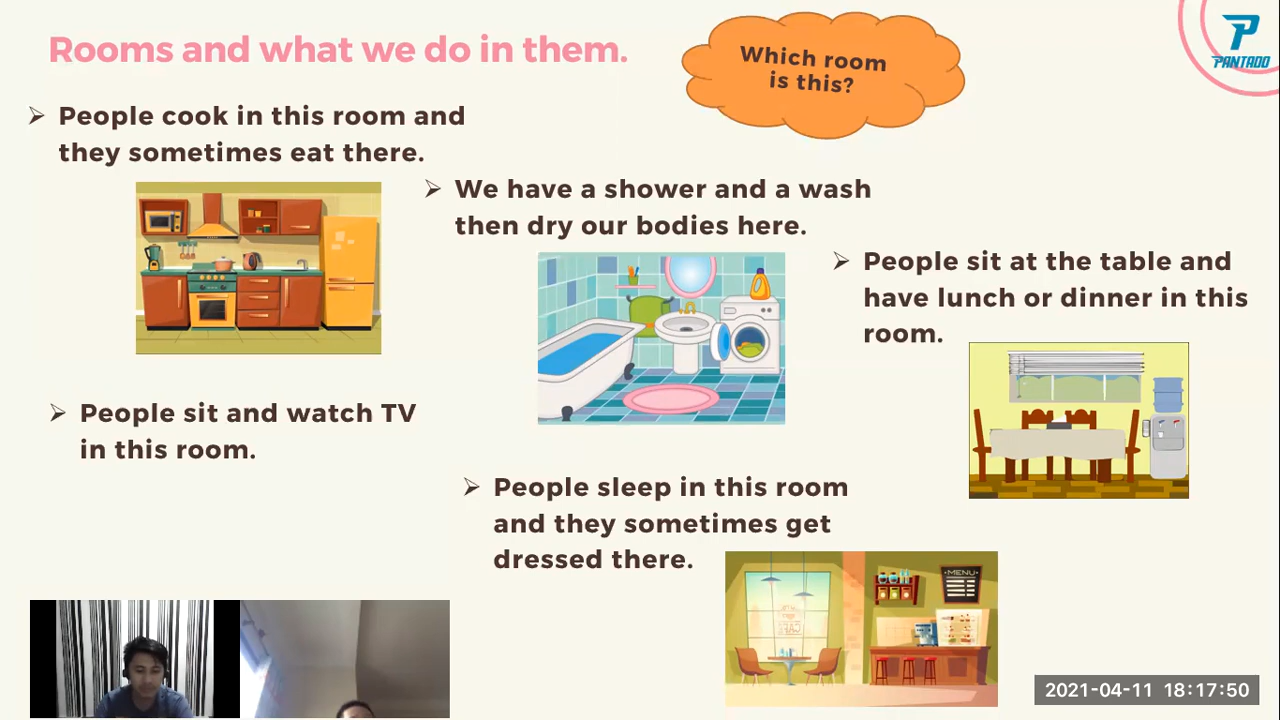 Rooms and what we do in them.
Which room
is this?
PANTADO
➢ People cook in this room and
they sometimes eat there.
➢ We have a shower and a wash
then dry our bodies here.
➢ People sit at the table and
have lunch or dinner in this
room.
➢ People sit and watch TV
in this room.
➢ People sleep in this room
and they sometimes get
dressed there.
MENU
2021-04-11 18:17:50